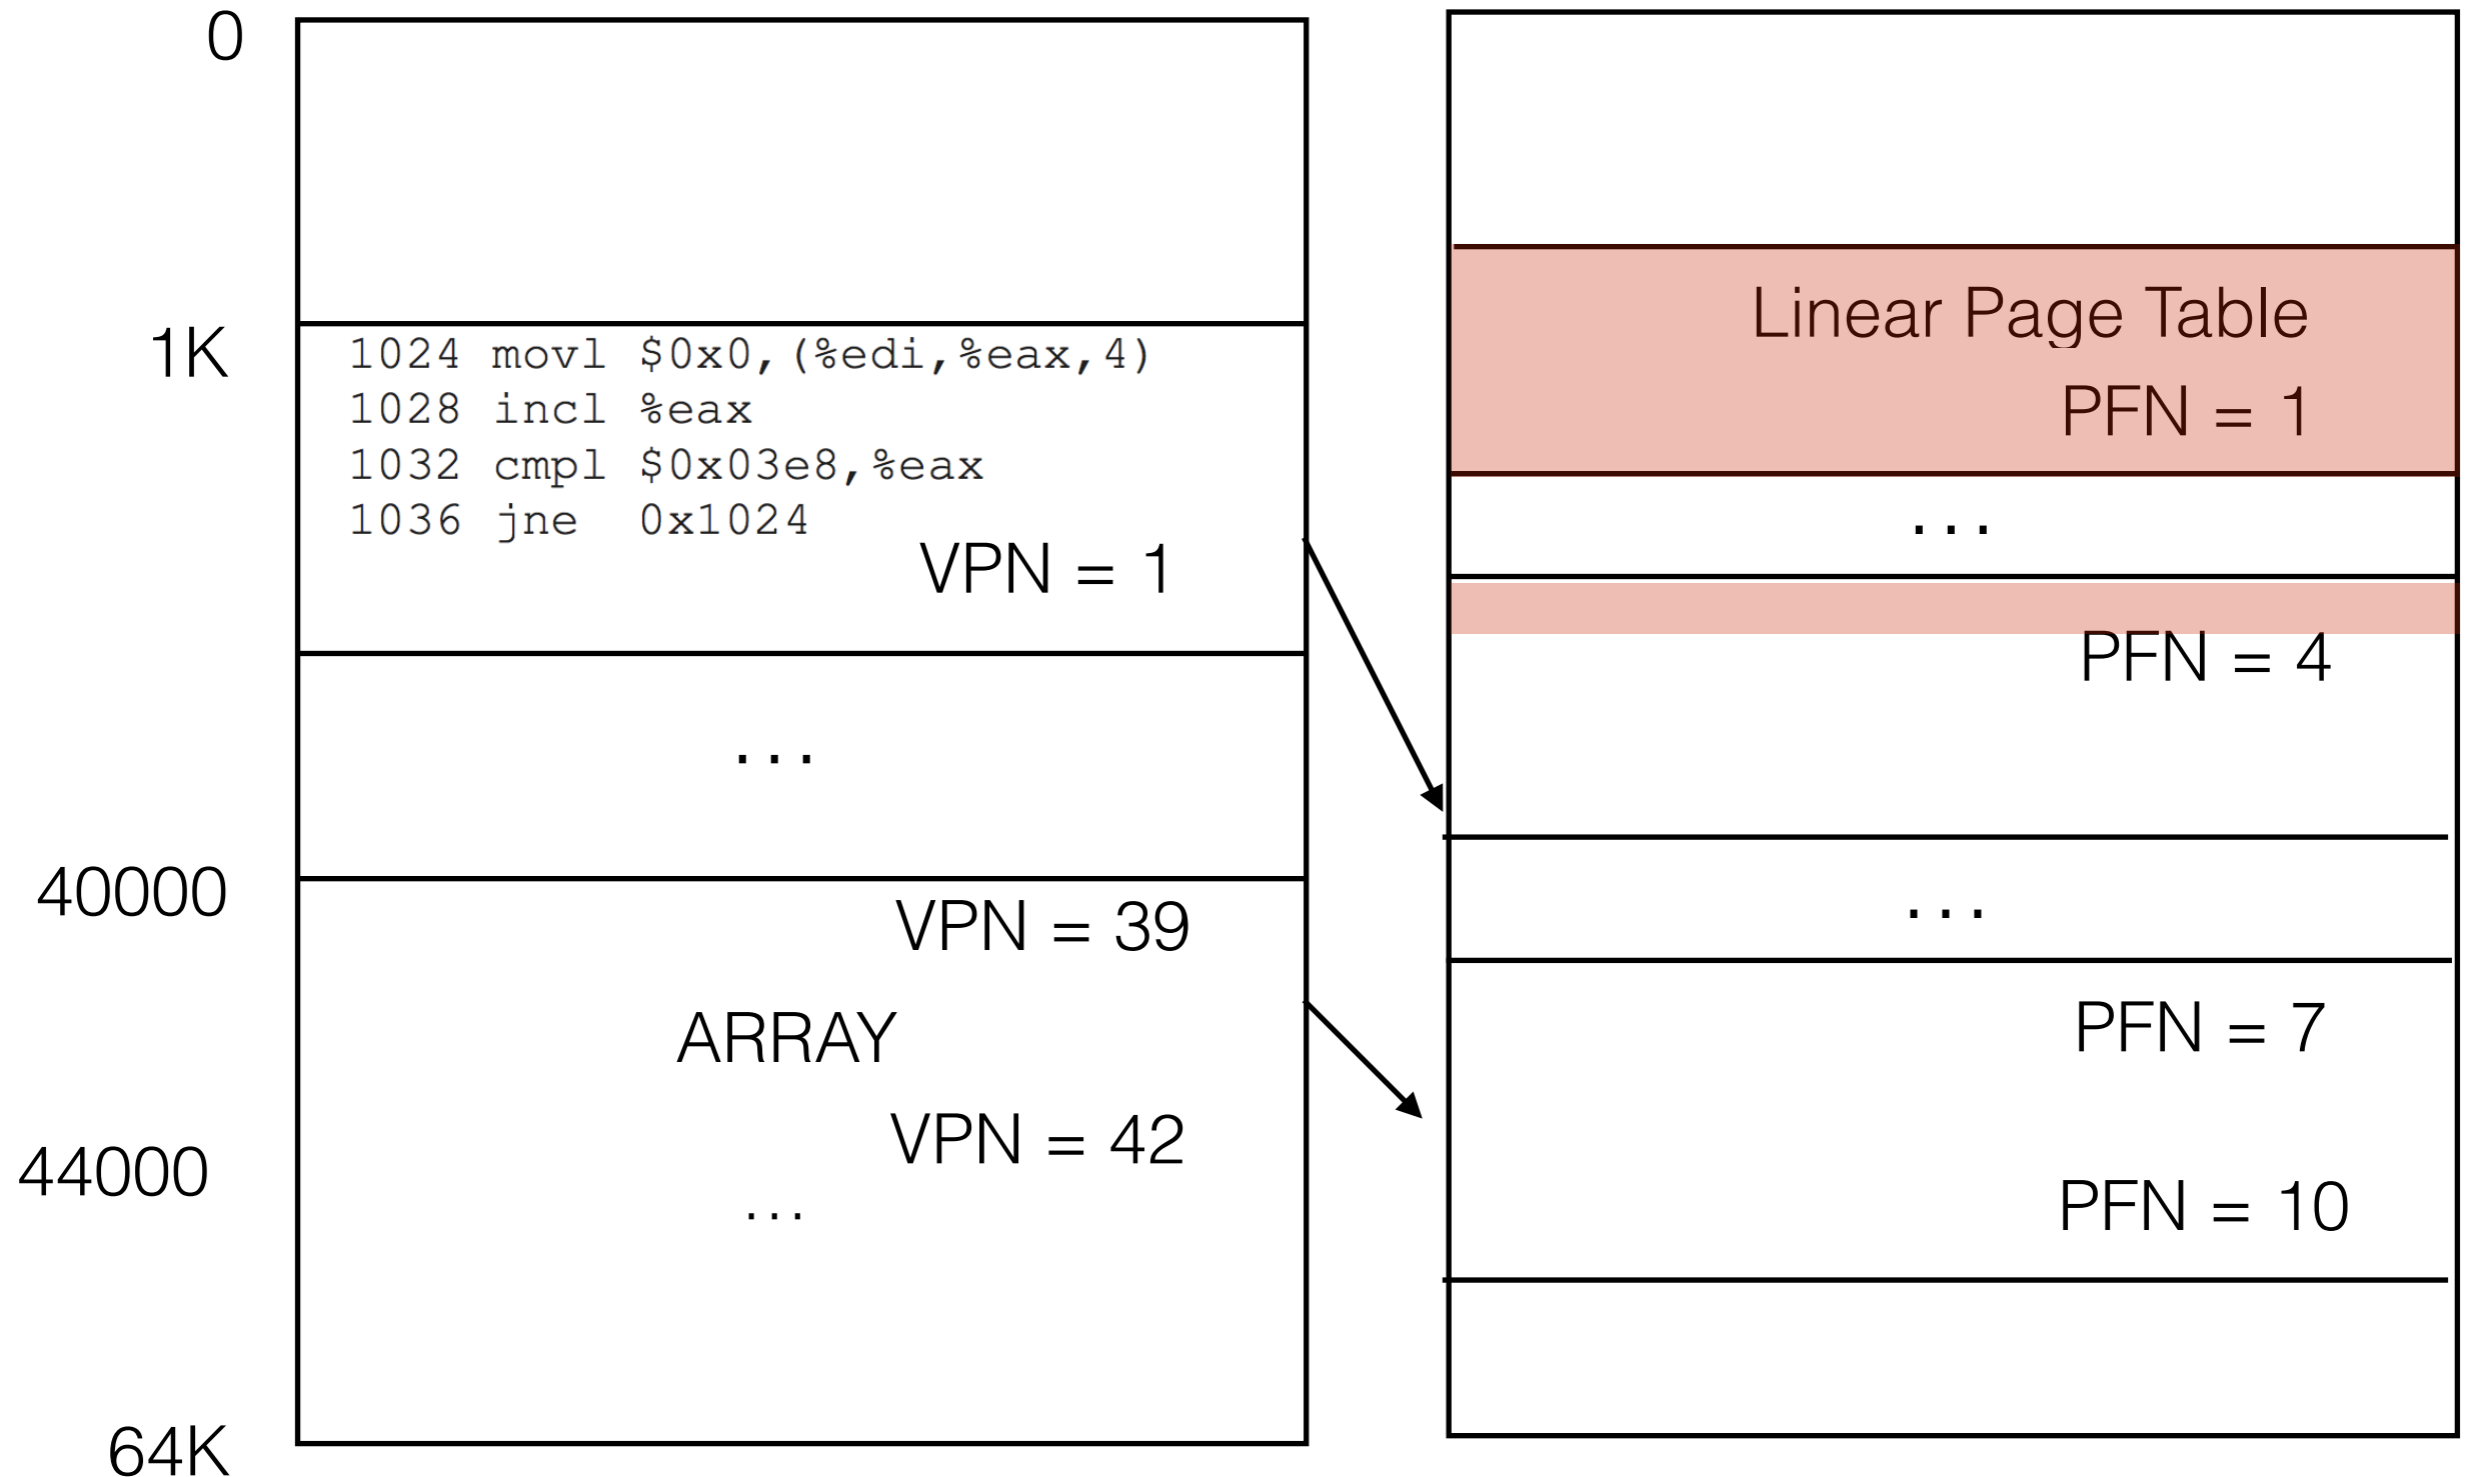 0
1K
1024 movl $0x0,(%edi,%eax,4)
1028 incl %eax
1032 cmpl $0x03e8,%eax
1036 jne 0x1024
VPN = 1
...
40000
VPN = 39
ARRAY
VPN = 42
44000
...
64K
Linear Page Table
PFN = 1
...
PFN = 4
...
PFN = 7
PFN = 10